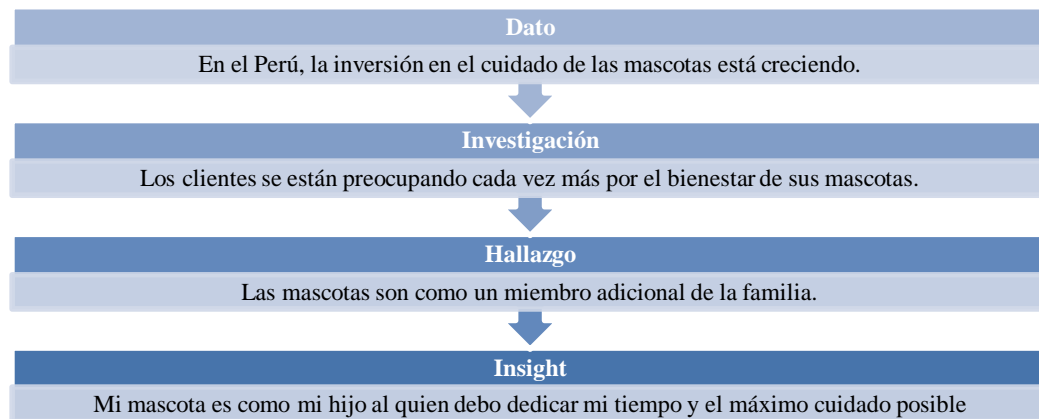 Dato
En el Perú, la inversión en el cuidado de las mascotas está creciendo.
Investigación
Los clientes se están preocupando cada vez más por el bienestar de sus mascotas.
Hallazgo
Las mascotas son como un miembro adicional de la familia.
Insight
Mi mascota es como mi hijo al quien debo dedicar mi tiempo y el máximo cuidado posible